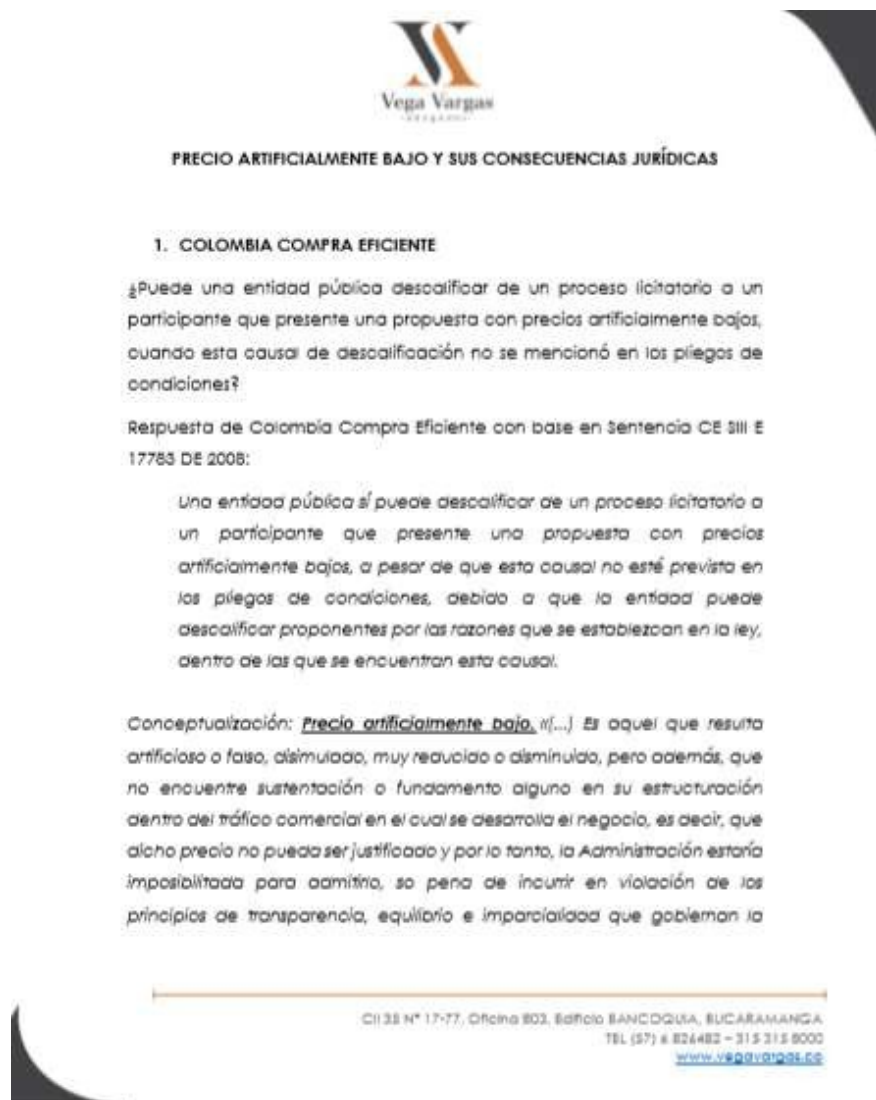 Vega Vargas
PRECIO ARTIFICIALMENTE BAJO Y SUS CONSECUENCIAS JURÍDICAS
1. COLOMBIA COMPRA EFICIENTE
¿Puede una entidad pública descalificar de un proceso licitatorio a un
participante que presente una propuesta con precios artificialmente bajos,
cuando esta causal de descalificación no se mencionó en los pliegos de
condiciones?
Respuesta de Colombia Compra Eficiente con base en Sentencia CE SIII E
17783 DE 2008:
Una entidad pública sí puede descalificar de un proceso licitatorio a
un participante que presente una propuesta con precios
artificialmente bajos, a pesar de que esta causal no esté prevista en
los pliegos de condiciones, debido a que la entidad puede
descalificar proponentes por las razones que se establezcan en la ley,
dentro de las que se encuentran esta causal.
Conceptualización: Precio artificialmente bajo. «(...) Es aquel que resulta
artificioso o falso, disimulado, muy reducido o disminuido, pero además, que
no encuentre sustentación o fundamento alguno en su estructuración
dentro del tráfico comercial en el cual se desarrolla el negocio, es decir, que
dicho precio no pueda ser justificado y por lo tanto, la Administración estaría
imposibilitada para admitirlo, so pena de incurrir en violación de los
principios de transparencia, equilibrio e imparcialidad que gobiernan la
Cll 35 N° 17-77. Oficina 803. Edificio BANCOQUIA, BUCARAMANGA
TEL (57) 6 826482 – 315 315 8000
www.vegavargas.co